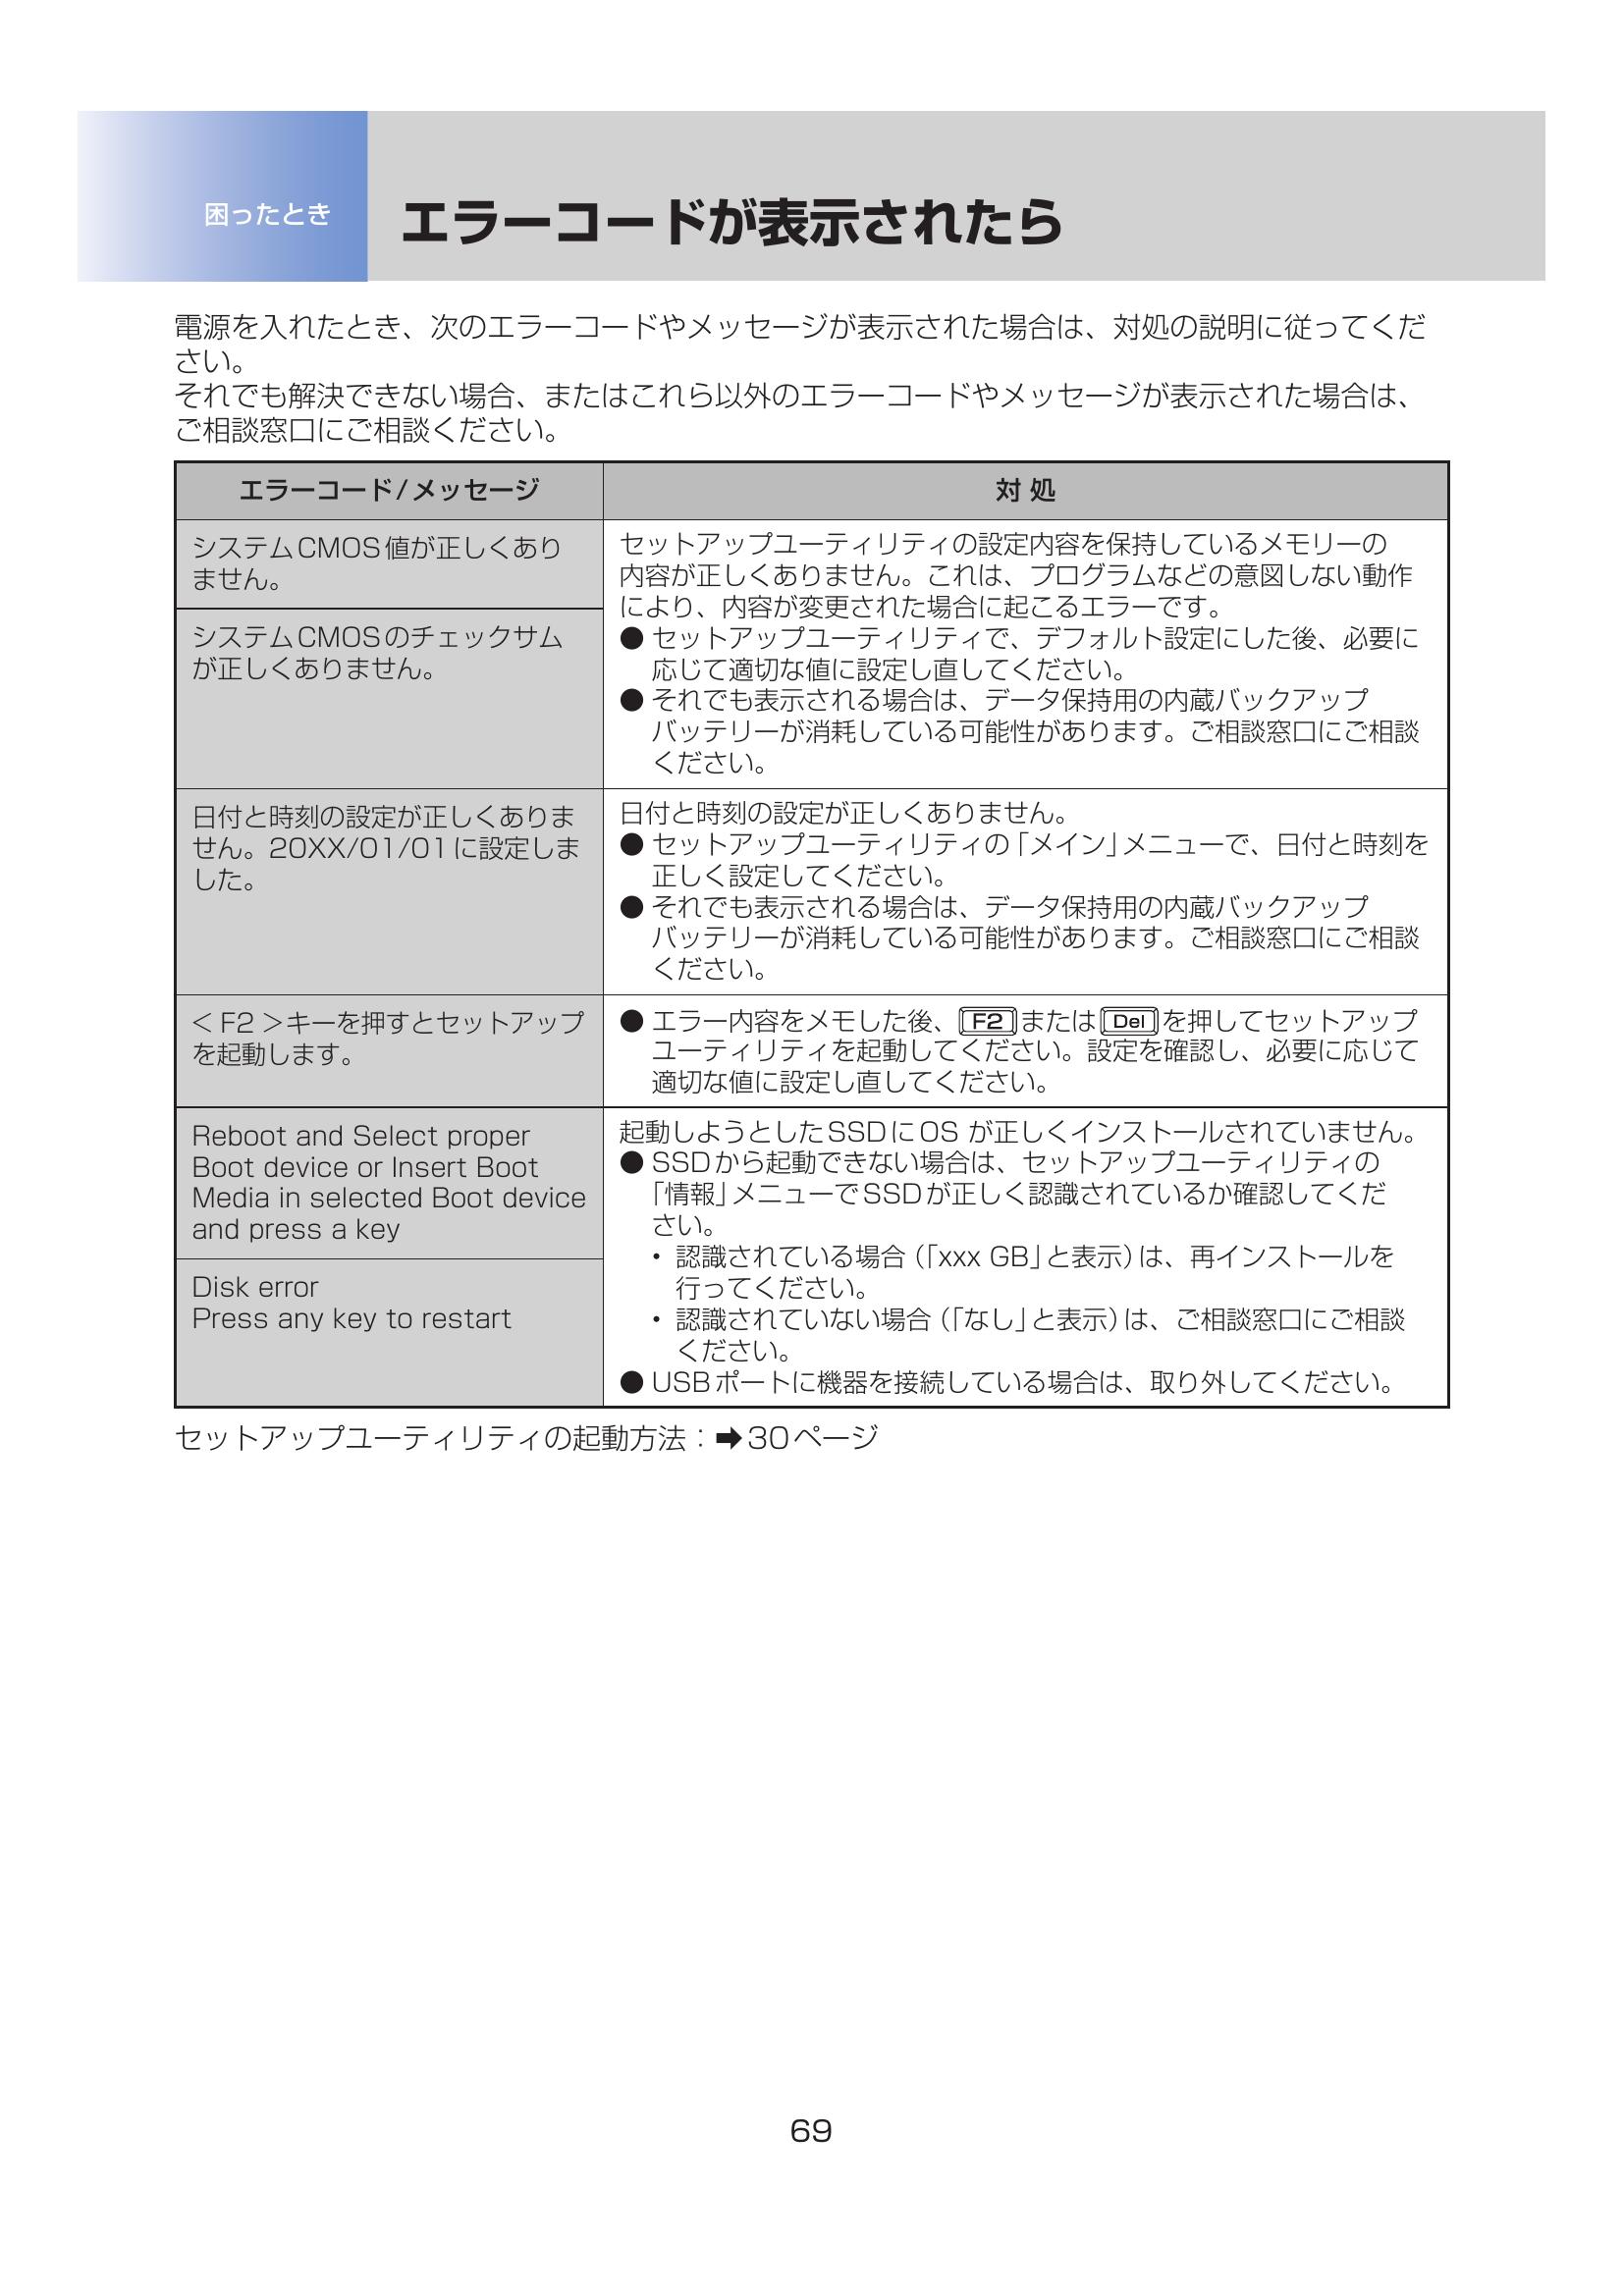 困ったとき
エラーコードが表示されたら
電源を入れたとき、次のエラーコードやメッセージが表示された場合は、対処の説明に従ってくだ
さい。
それでも解決できない場合、またはこれら以外のエラーコードやメッセージが表示された場合は、
ご相談窓口にご相談ください。
エラーコード/メッセージ
対 処
システムCMOS値が正しくあり
ません。
システムCMOSのチェックサム
が正しくありません。
セットアップユーティリティの設定内容を保持しているメモリーの
内容が正しくありません。これは、プログラムなどの意図しない動作
により、内容が変更された場合に起こるエラーです。
● セットアップユーティリティで、デフォルト設定にした後、必要に
応じて適切な値に設定し直してください。
● それでも表示される場合は、データ保持用の内蔵バックアップ
バッテリーが消耗している可能性があります。ご相談窓口にご相談
ください。
日付と時刻の設定が正しくありま
せん。20XX/01/01に設定しま
した。
日付と時刻の設定が正しくありません。
● セットアップユーティリティの「メイン」メニューで、日付と時刻を
正しく設定してください。
● それでも表示される場合は、データ保持用の内蔵バックアップ
バッテリーが消耗している可能性があります。ご相談窓口にご相談
ください。
< F2 >キーを押すとセットアップ
を起動します。
● エラー内容をメモした後、F2またはDelを押してセットアップ
ユーティリティを起動してください。設定を確認し、必要に応じて
適切な値に設定し直してください。
Reboot and Select proper
Boot device or Insert Boot
Media in selected Boot device
and press a key
Disk error
Press any key to restart
起動しようとしたSSDにOS が正しくインストールされていません。
● SSDから起動できない場合は、セットアップユーティリティの
「情報」メニューでSSDが正しく認識されているか確認してくだ
さい。
・ 認識されている場合（「xxx GB」と表示）は、再インストールを
行ってください。
・ 認識されていない場合（「なし」と表示）は、ご相談窓口にご相談
ください。
● USBポートに機器を接続している場合は、取り外してください。
セットアップユーティリティの起動方法：➡30ページ
69